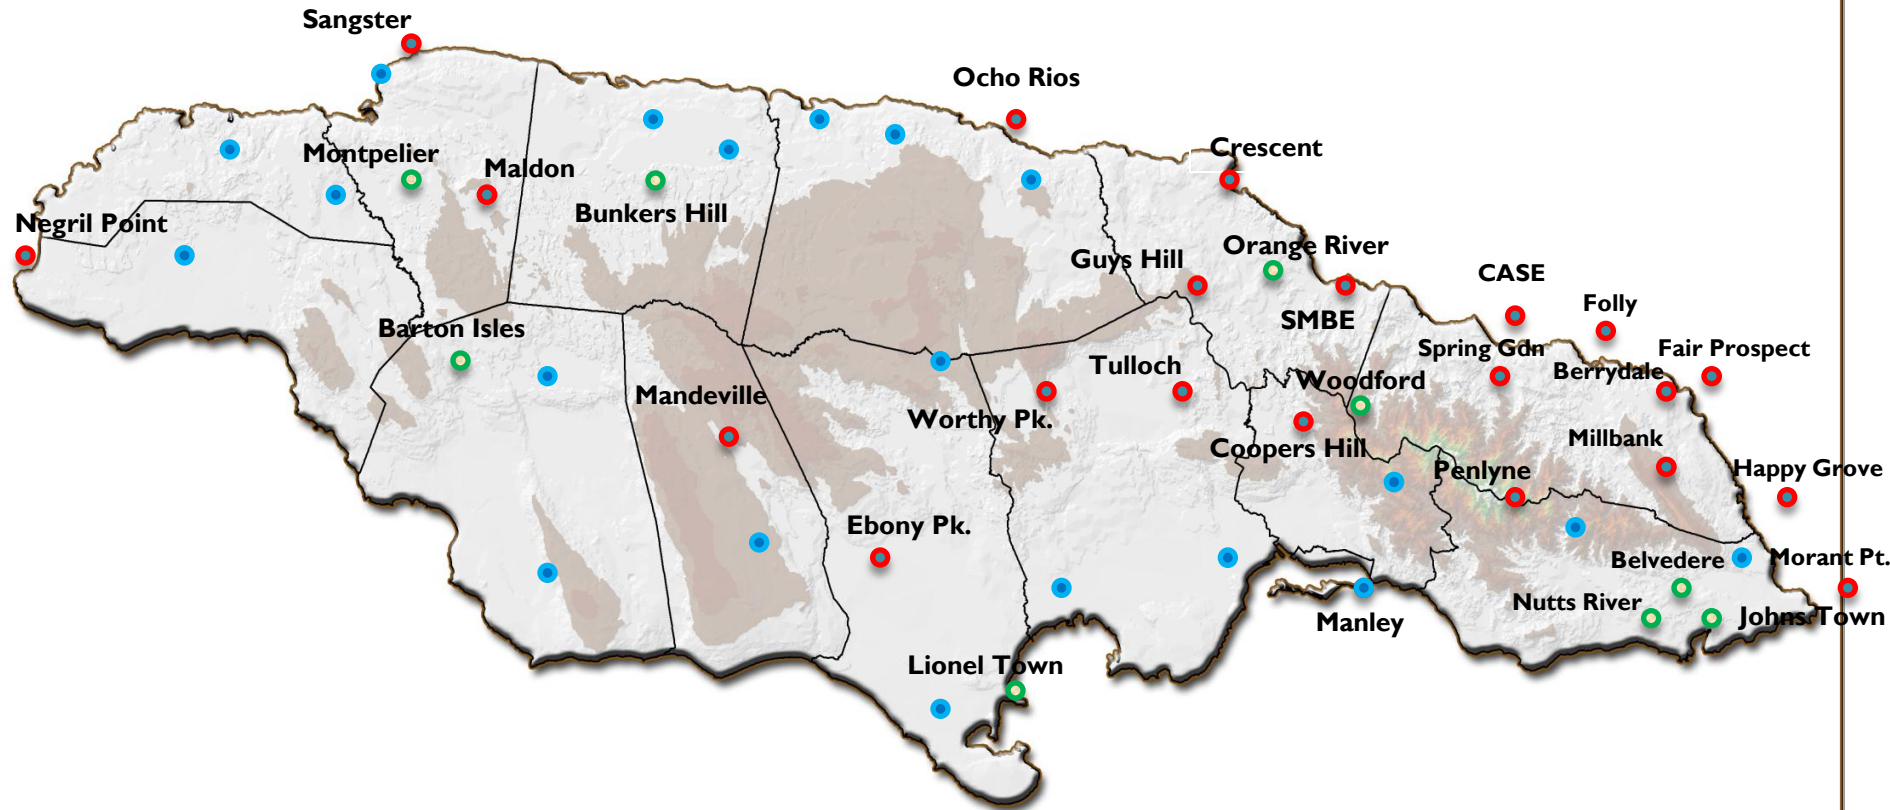 Sangster
Ocho Rios
Crescent
Montpelier
Maldon
Bunkers Hill
Negril Point
Orange River
Guys Hill
CASE
Folly
SMBE
Barton Isles
Spring Gdn
Fair Prospect
Tulloch
Berrydale
Woodford
Mandeville
Worthy Pk.
Coopers Hill
Millbank
Penlyne
Happy Grove
Ebony Pk.
Belvedere
Morant Pt.
Nutts River
Johns Town
Manley
Lionel Town